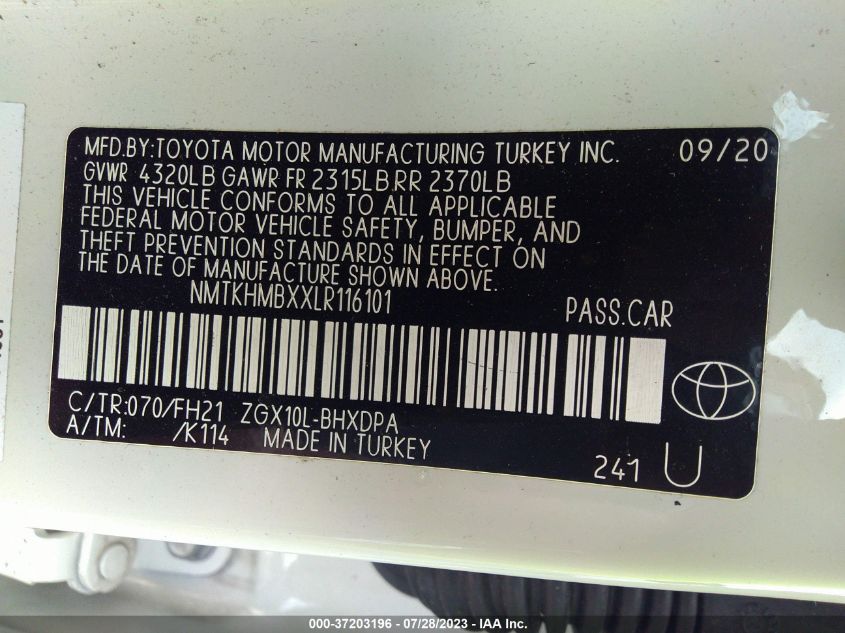 MFD.BY:TOYOTA MOTOR MANUFACTURING TURKEY INC. 09/20
GVWR 4320LB GAWR FR 2315LB RR 2370LB
THIS VEHICLE CONFORMS TO ALL APPLICABLE
FEDERAL MOTOR VEHICLE SAFETY, BUMPER, AND
THEFT PREVENTION STANDARDS IN EFFECT ON
THE DATE OF MANUFACTURE SHOWN ABOVE.
NMTKHMBXXLR116101 PASS.CAR
C/TR:070/FH21 ZGX10L-BHXDPA
A/TM: /K114 MADE IN TURKEY
241 U
000-37203196 - 07/28/2023 - IAA Inc.